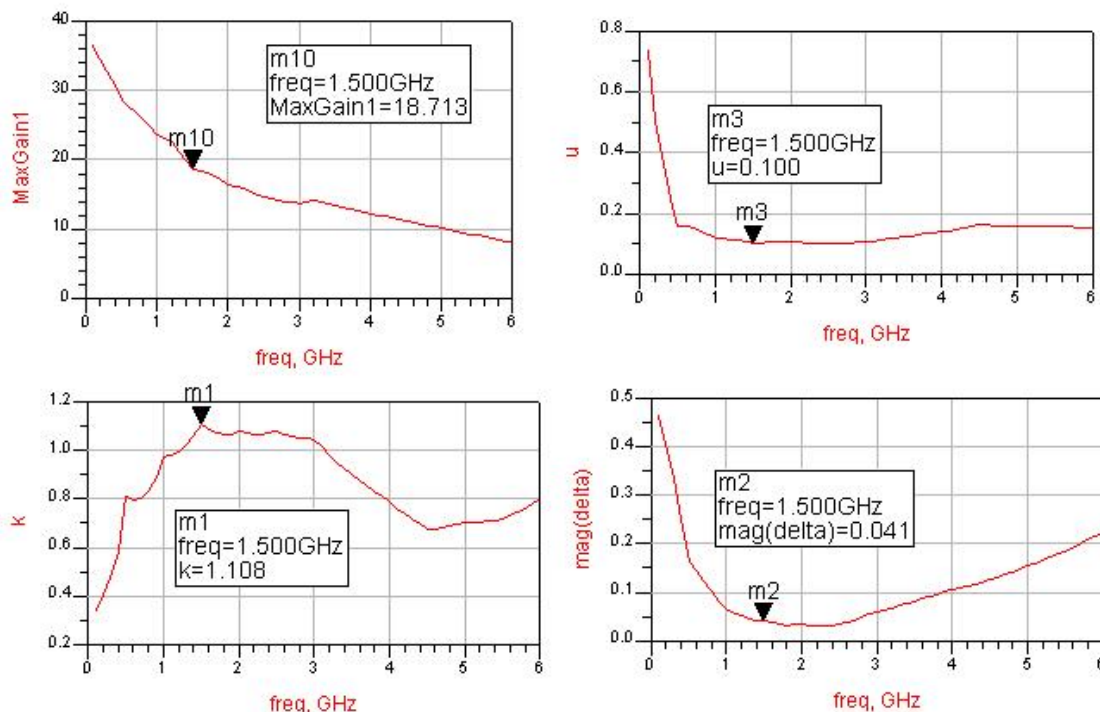 40
30
20
10
0
MaxGain1
m10
m10
freq=1.500GHz
MaxGain1=18.713
0 1 2 3 4 5 6
freq, GHz
0.8
0.6
0.4
0.2
0.0
u
m3
freq=1.500GHz
u=0.100
m3
0 1 2 3 4 5 6
freq, GHz
1.2
1.0
0.8
0.6
0.4
0.2
k
m1
m1
freq=1.500GHz
k=1.108
0 1 2 3 4 5 6
freq, GHz
0.5
0.4
0.3
0.2
0.1
0.0
mag(delta)
m2
freq=1.500GHz
mag(delta)=0.041
m2
0 1 2 3 4 5 6
freq, GHz